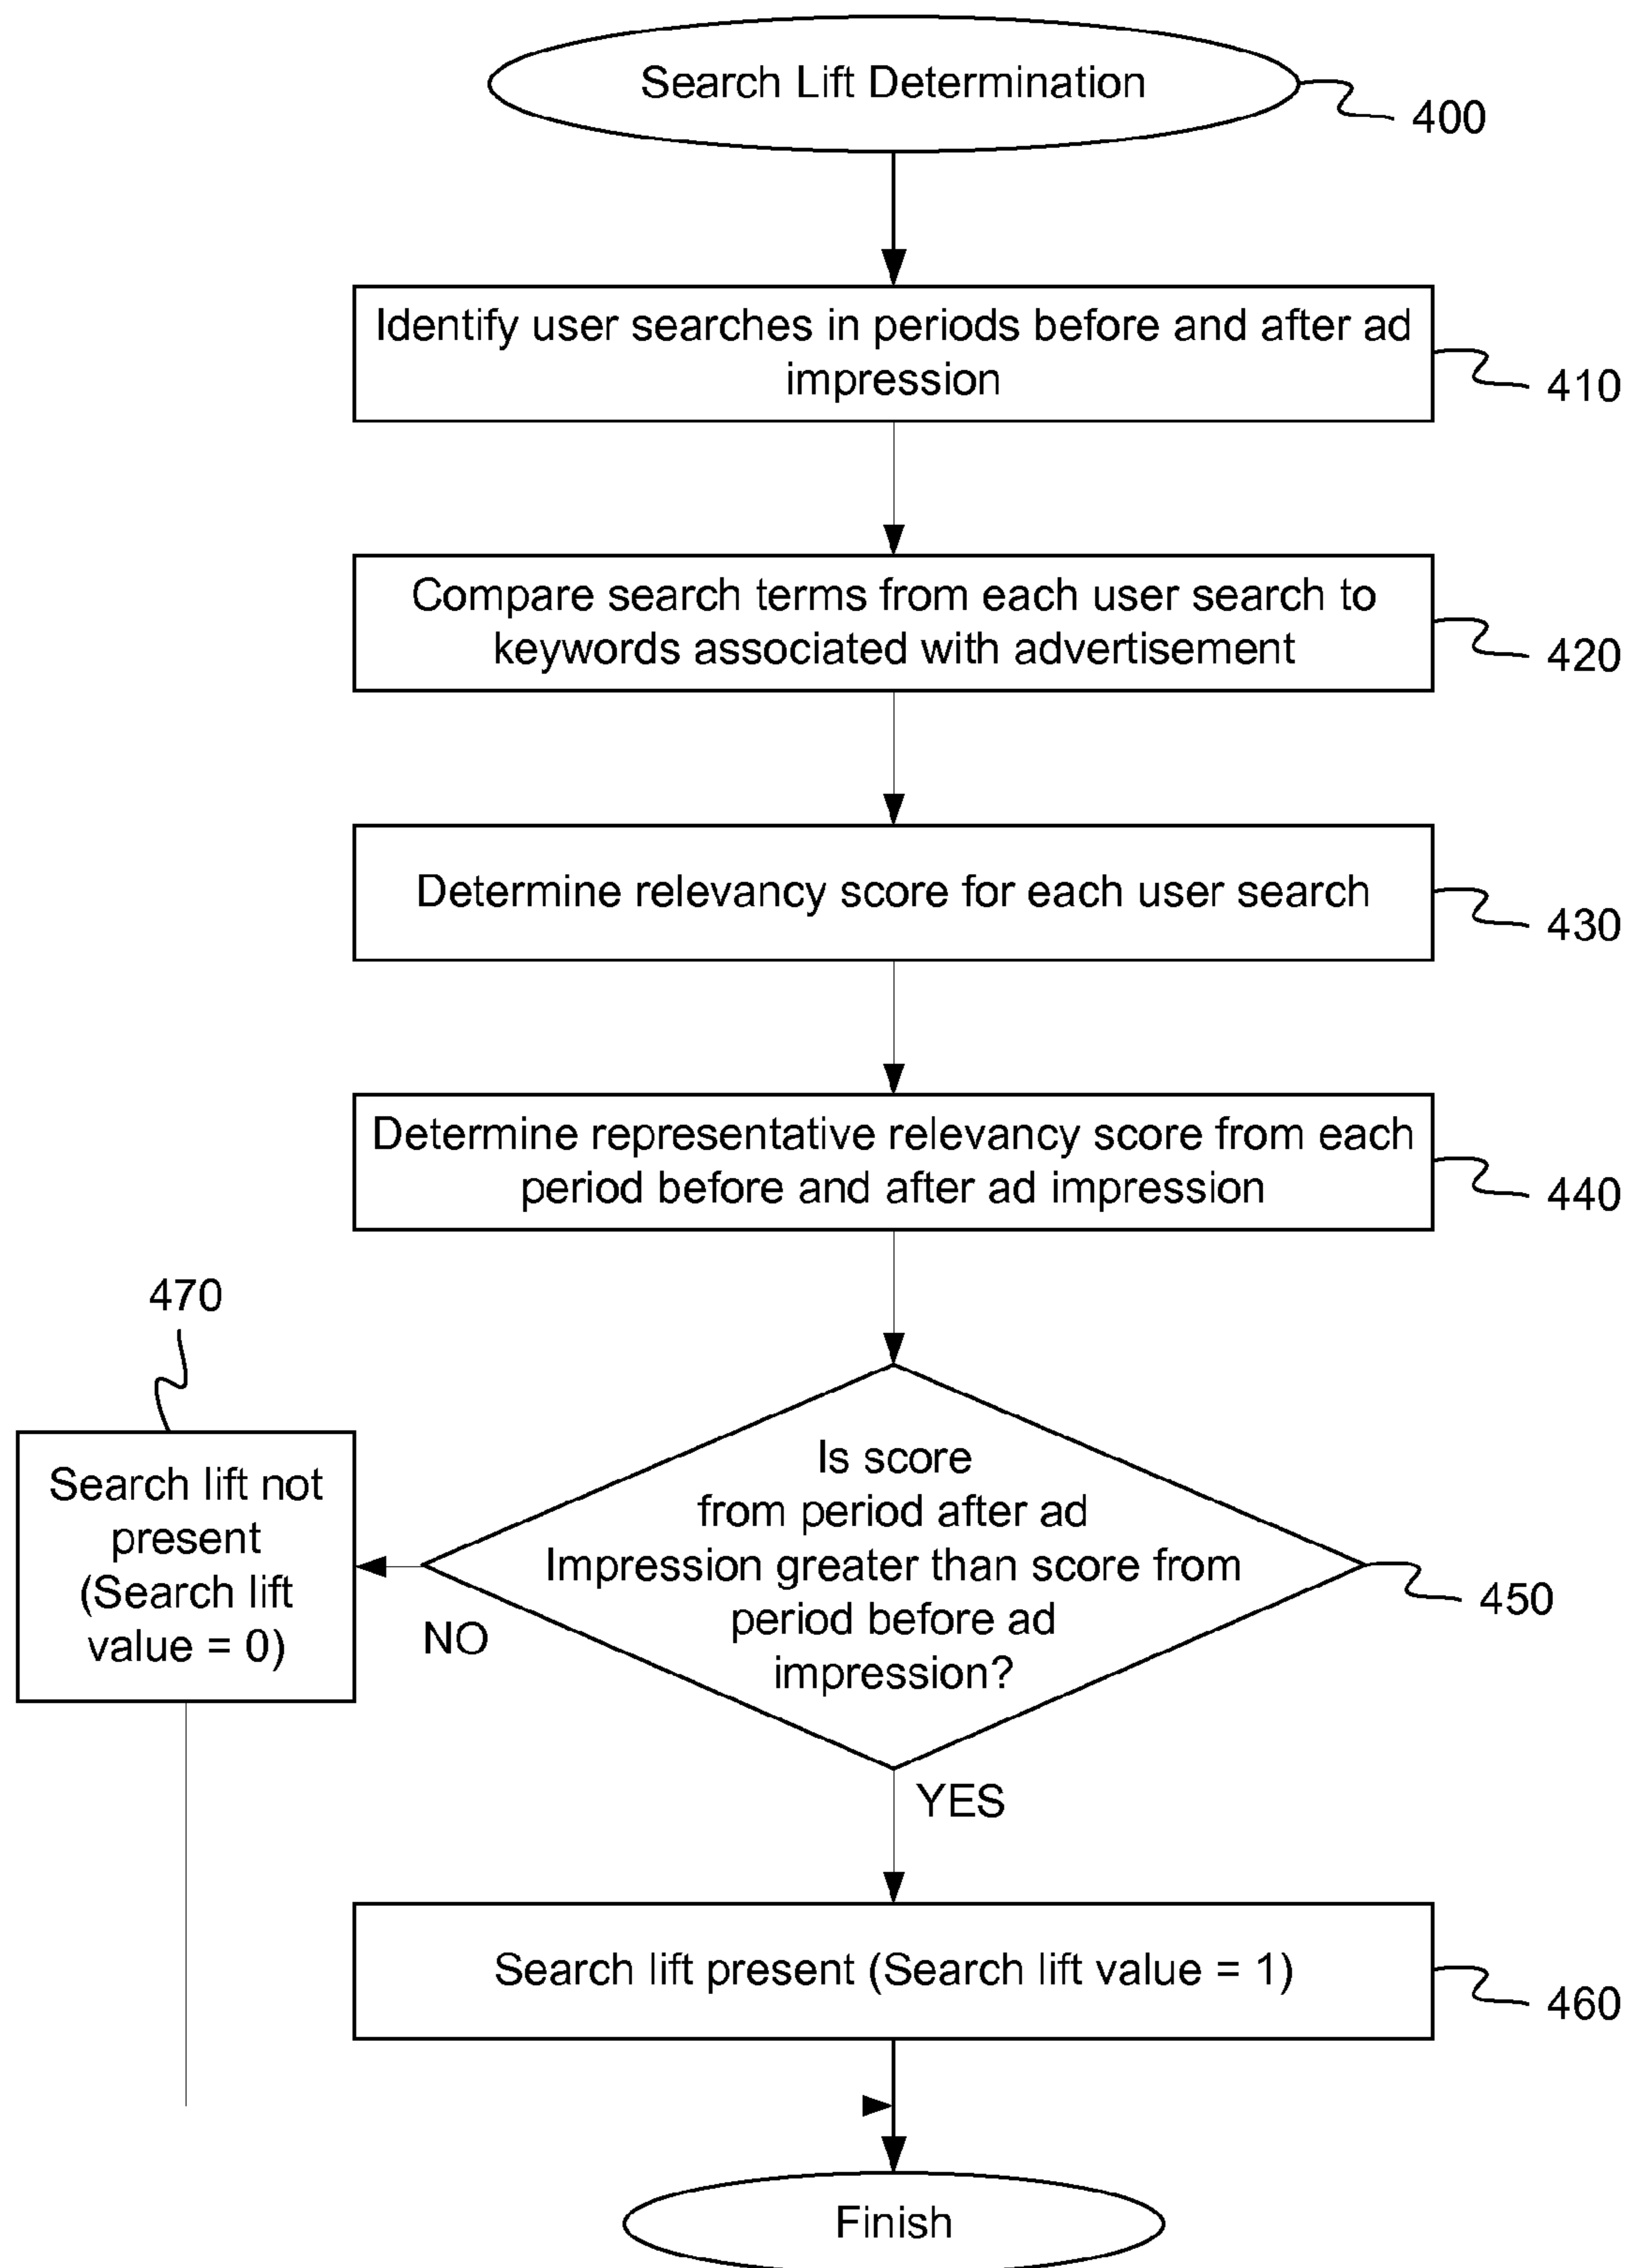 Search Lift Determination
400
Identify user searches in periods before and after ad
impression
410
Compare search terms from each user search to
keywords associated with advertisement
420
Determine relevancy score for each user search
430
Determine representative relevancy score from each
period before and after ad impression
440
470
Search lift not
present
(Search lift
value = 0)
Is score
from period after ad
Impression greater than score from
period before ad
impression?
450
NO
YES
Search lift present (Search lift value = 1)
460
Finish